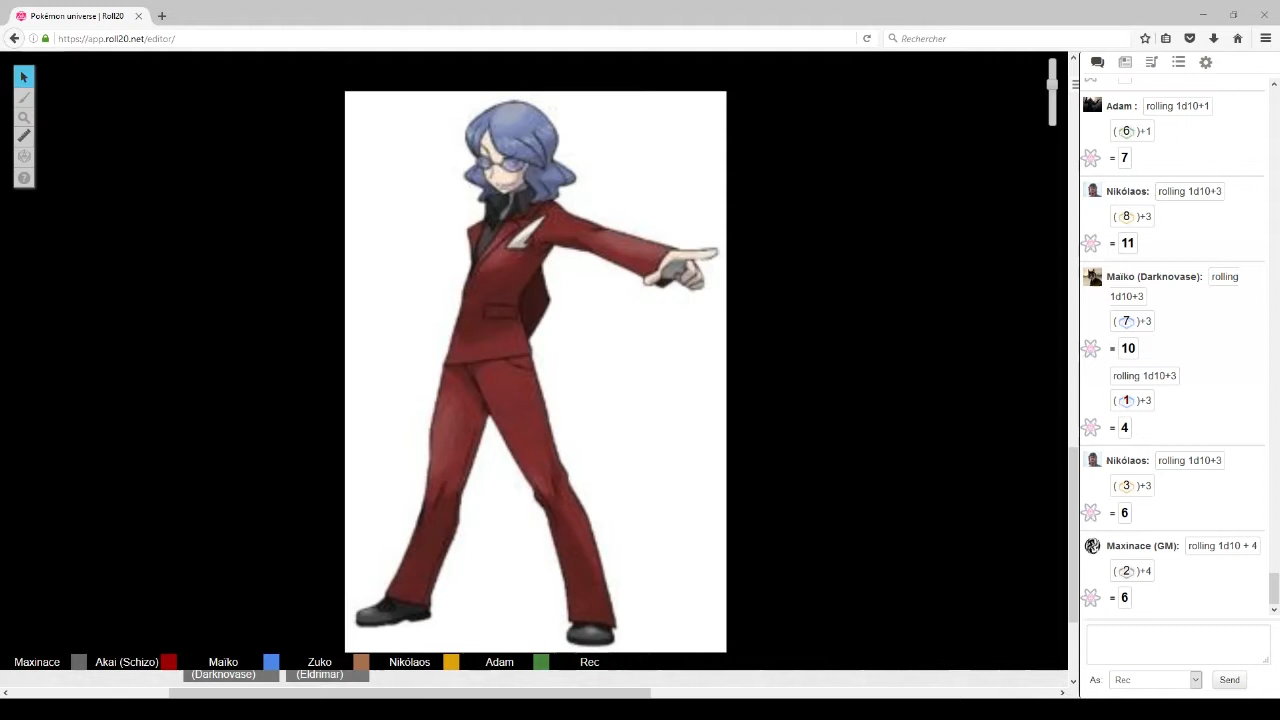 Pokémon universe | Roll20
https://app.roll20.net/editor/
Rechercher
Adam : rolling 1d10+1
(6)+1
= 7
Nikólaos: rolling 1d10+3
(8)+3
= 11
Maïko (Darknovase): rolling
1d10+3
(7)+3
= 10
rolling 1d10+3
(1)+3
= 4
Nikólaos: rolling 1d10+3
(3)+3
= 6
Maxinace (GM): rolling 1d10 + 4
(2)+4
= 6
As: Rec Send
Maxinace Akai (Schizo) Maïko Zuko Nikólaos Adam Rec
(Darknovase) (Eldrimar)